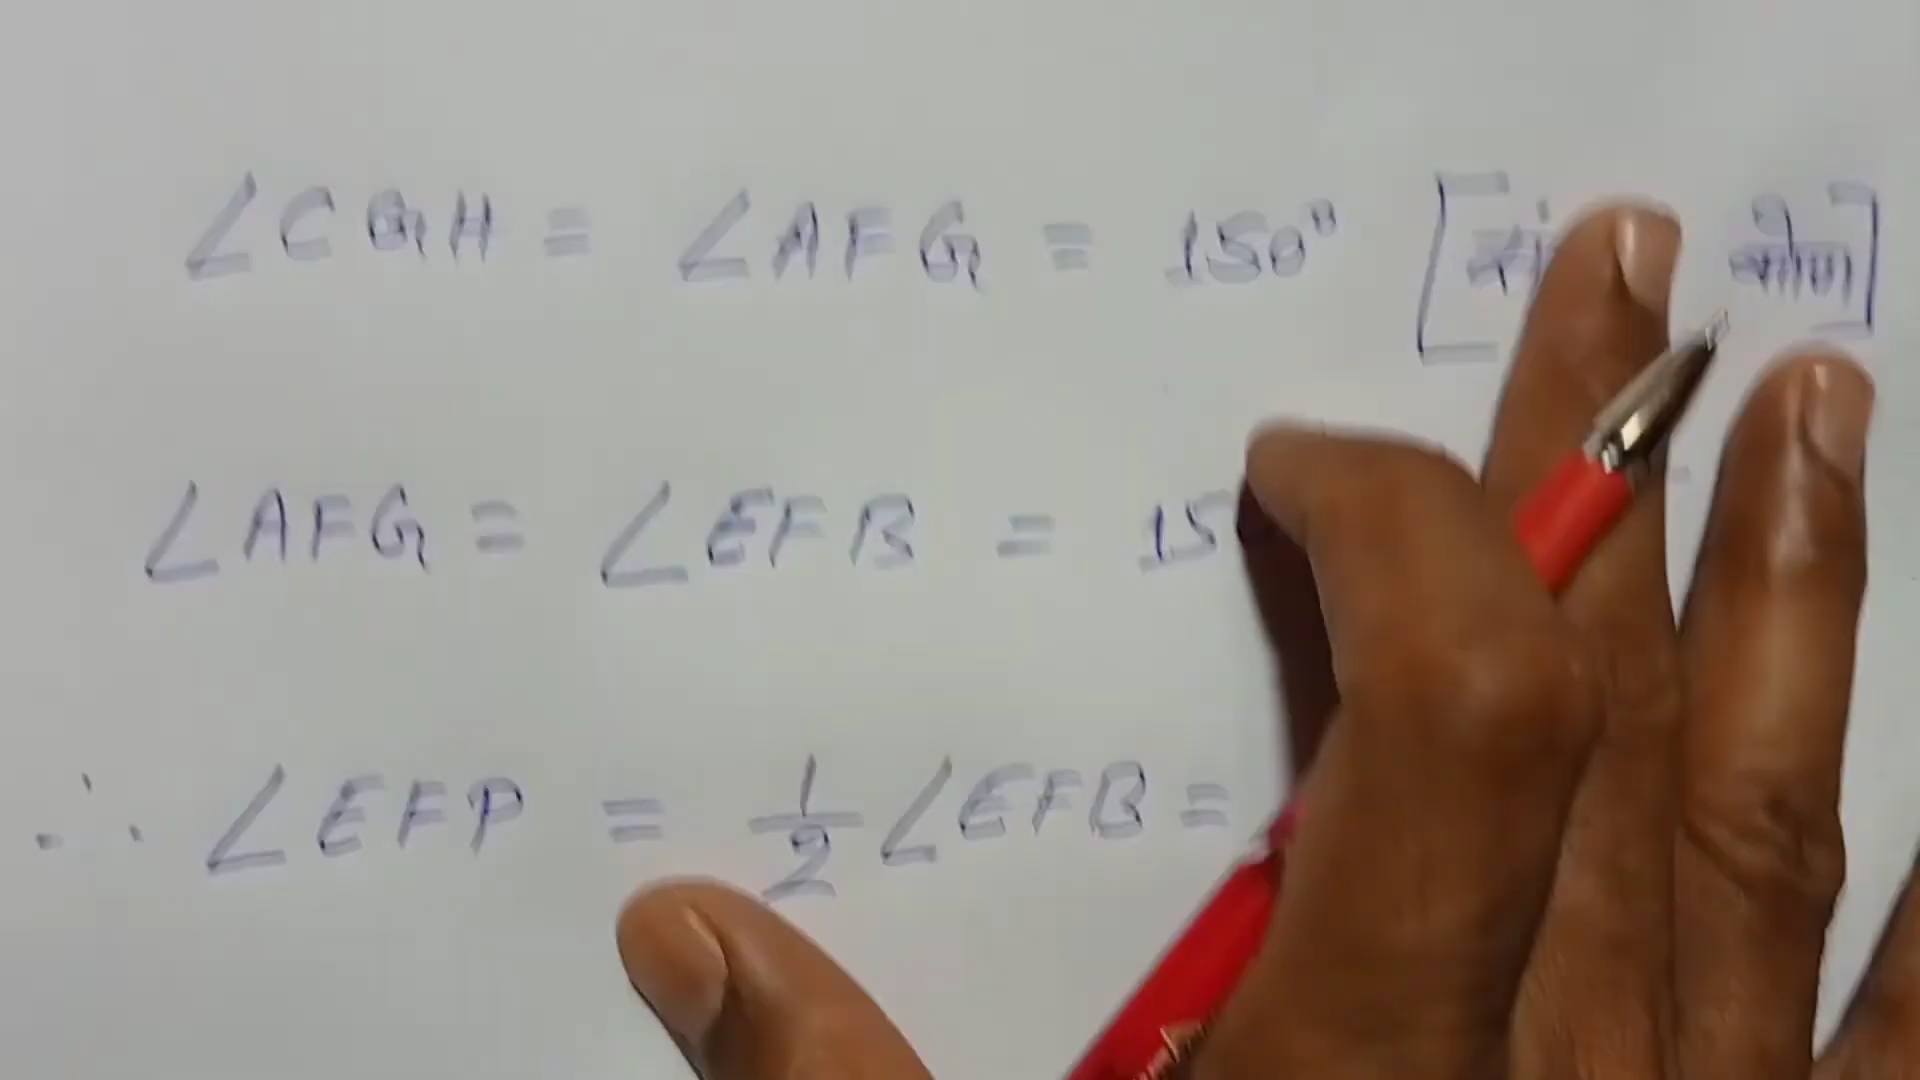 ∠CGH = ∠AFG = 150° [ कोण]
∠AFG = ∠EFB = 15
∴ ∠EFP = 1/2 ∠EFB =